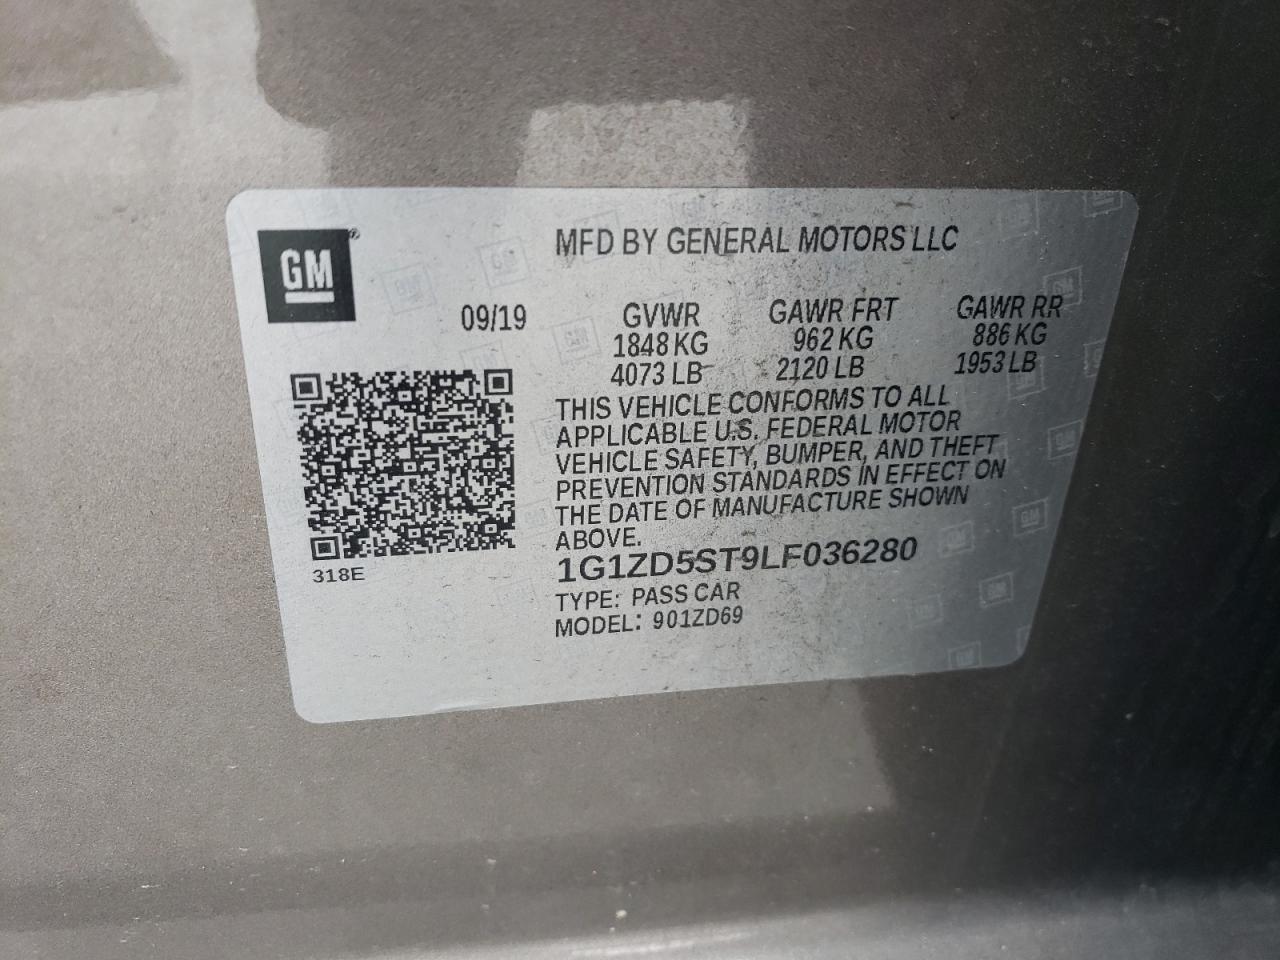 GM®
MFD BY GENERAL MOTORS LLC
09/19
GVWR GAWR FRT GAWR RR
1848 KG 962 KG 886 KG
4073 LB 2120 LB 1953 LB
THIS VEHICLE CONFORMS TO ALL
APPLICABLE U.S. FEDERAL MOTOR
VEHICLE SAFETY, BUMPER, AND THEFT
PREVENTION STANDARDS IN EFFECT ON
THE DATE OF MANUFACTURE SHOWN
ABOVE.
318E
1G1ZD5ST9LF036280
TYPE: PASS CAR
MODEL: 901ZD69